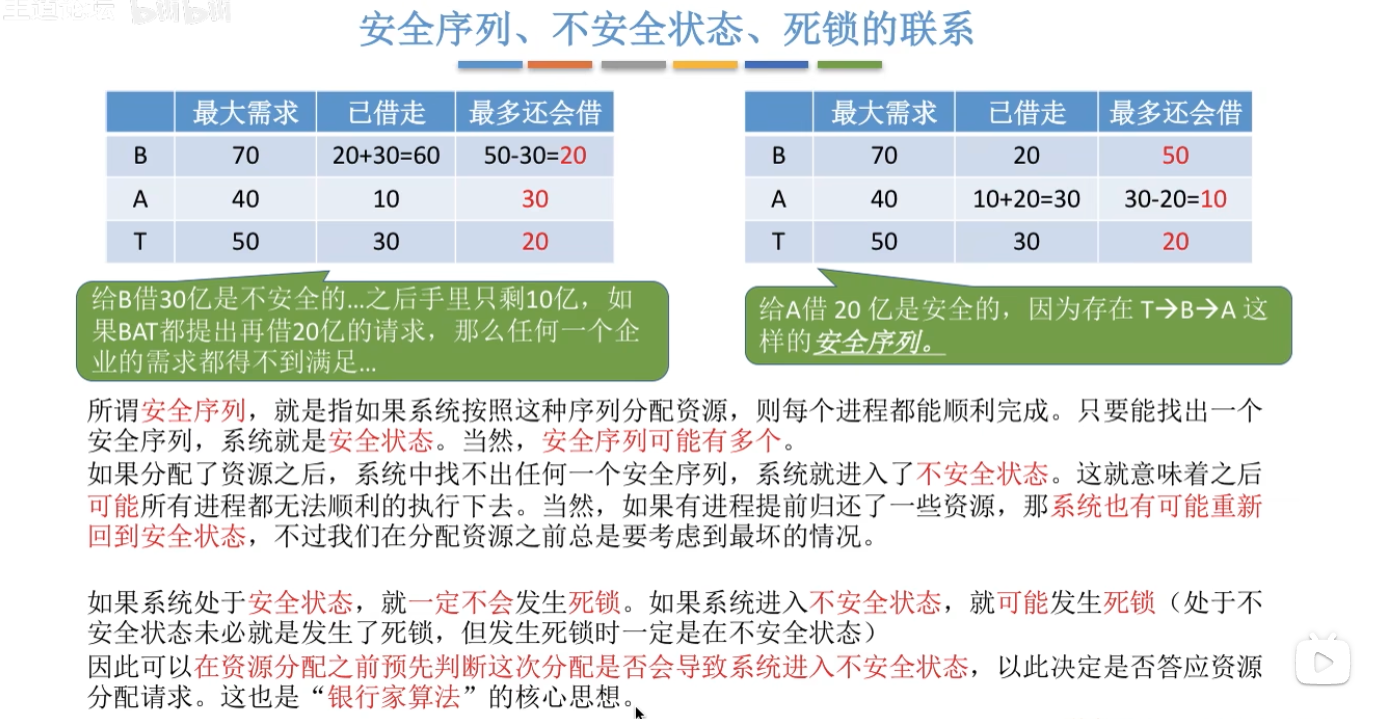 王道论坛 bilibili
安全序列、不安全状态、死锁的联系
最大需求 已借走 最多还会借
B 70 20+30=60 50-30=20
A 40 10 30
T 50 30 20
最大需求 已借走 最多还会借
B 70 20 50
A 40 10+20=30 30-20=10
T 50 30 20
给B借30亿是不安全的…之后手里只剩10亿，如
果BAT都提出再借20亿的请求，那么任何一个企
业的需求都得不到满足…
给A借 20 亿是安全的，因为存在 T→B→A 这
样的安全序列。
所谓安全序列，就是指如果系统按照这种序列分配资源，则每个进程都能顺利完成。只要能找出一个
安全序列，系统就是安全状态。当然，安全序列可能有多个。
如果分配了资源之后，系统中找不出任何一个安全序列，系统就进入了不安全状态。这就意味着之后
可能所有进程都无法顺利的执行下去。当然，如果有进程提前归还了一些资源，那系统也有可能重新
回到安全状态，不过我们在分配资源之前总是要考虑到最坏的情况。
如果系统处于安全状态，就一定不会发生死锁。如果系统进入不安全状态，就可能发生死锁（处于不
安全状态未必就是发生了死锁，但发生死锁时一定是在不安全状态）
因此可以在资源分配之前预先判断这次分配是否会导致系统进入不安全状态，以此决定是否答应资源
分配请求。这也是“银行家算法”的核心思想。